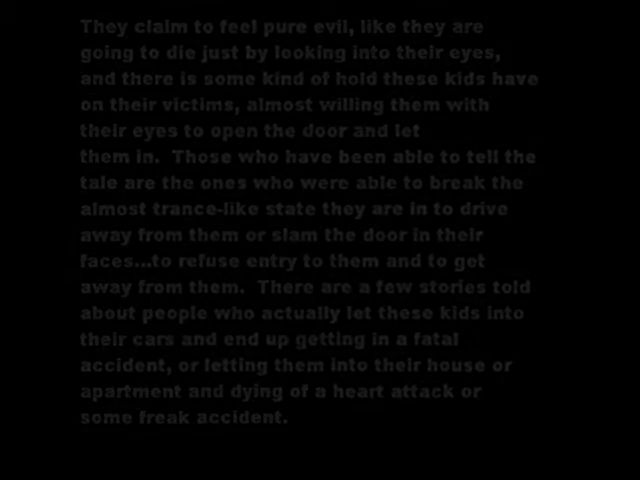 They claim to feel pure evil, like they are
going to die just by looking into their eyes,
and there is some kind of hold these kids have
on their victims, almost willing them with
their eyes to open the door and let
them in.  Those who have been able to tell the
tale are the ones who were able to break the
almost trance-like state they are in to drive
away from them or slam the door in their
faces...to refuse entry to them and to get
away from them.  There are a few stories told
about people who actually let these kids into
their cars and end up getting in a fatal
accident, or letting them into their house or
apartment and dying of a heart attack or
some freak accident.